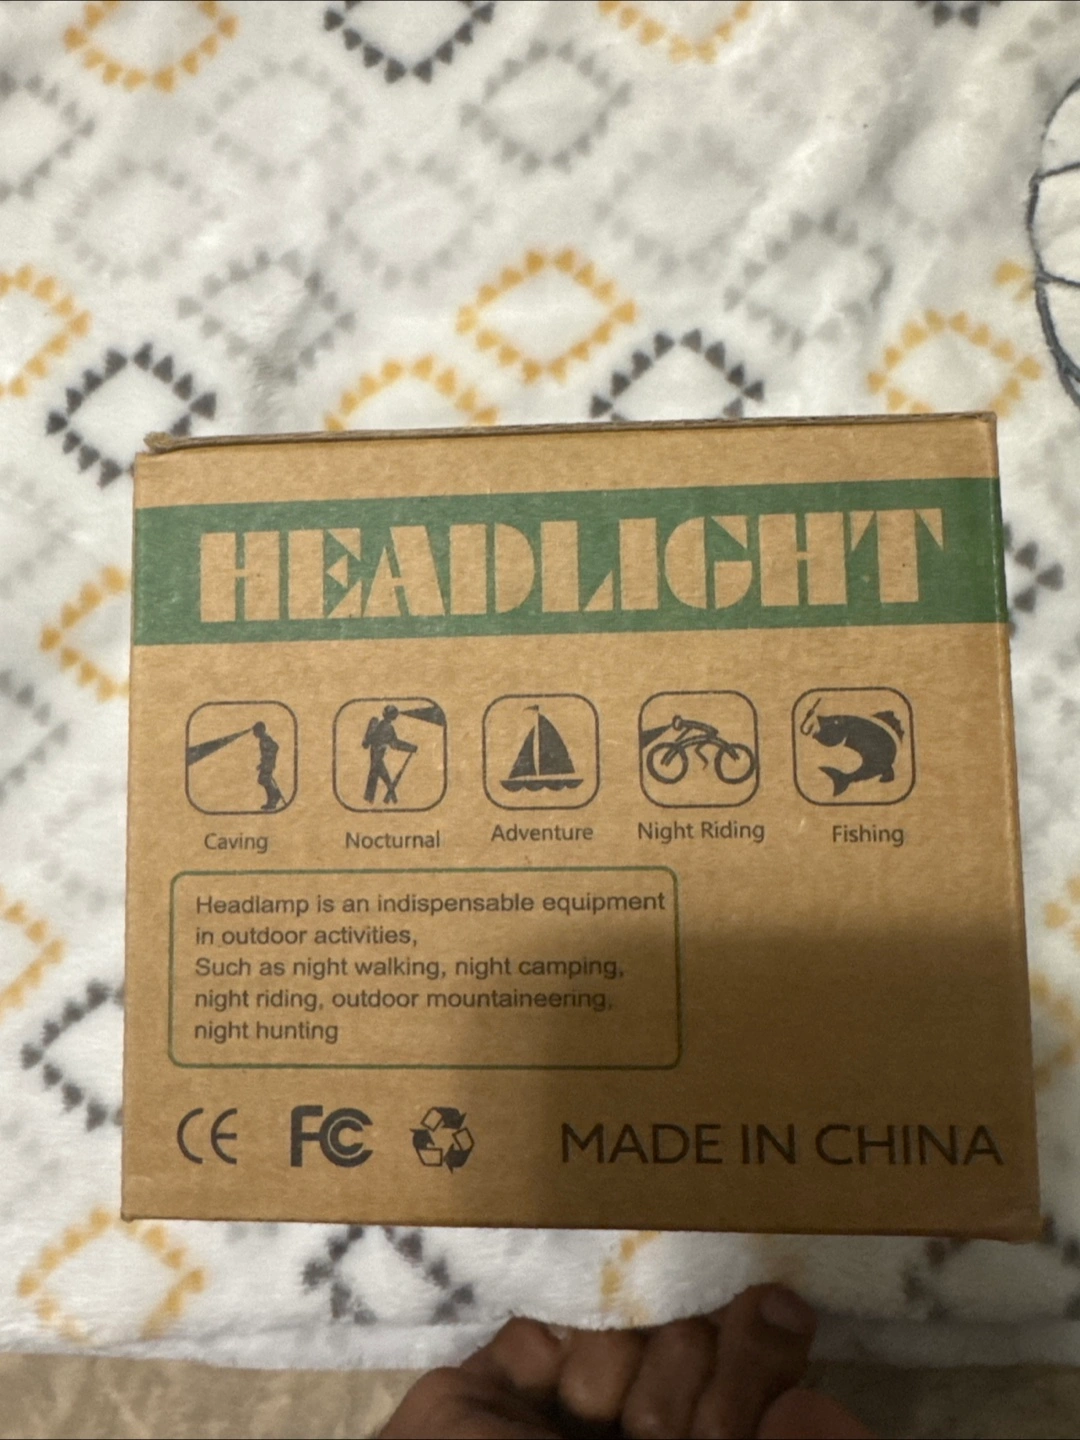 HEADLIGHT
Caving
Nocturnal
Adventure
Night Riding
Fishing
Headlamp is an indispensable equipment
in outdoor activities,
Such as night walking, night camping,
night riding, outdoor mountaineering,
night hunting
CE FC MADE IN CHINA